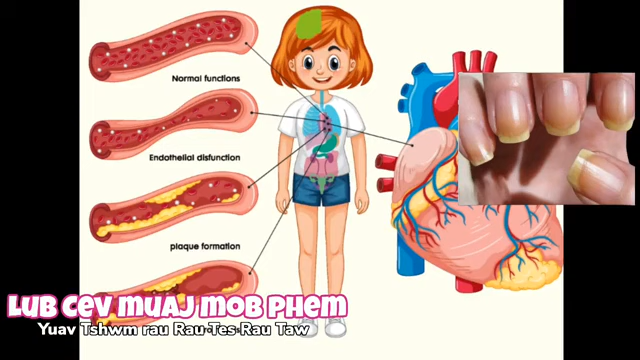 Normal functions
Endothelial disfunction
plaque formation
Lub cev muaj mob phem
Yuav Tshwm rau Rau Tes Rau Taw